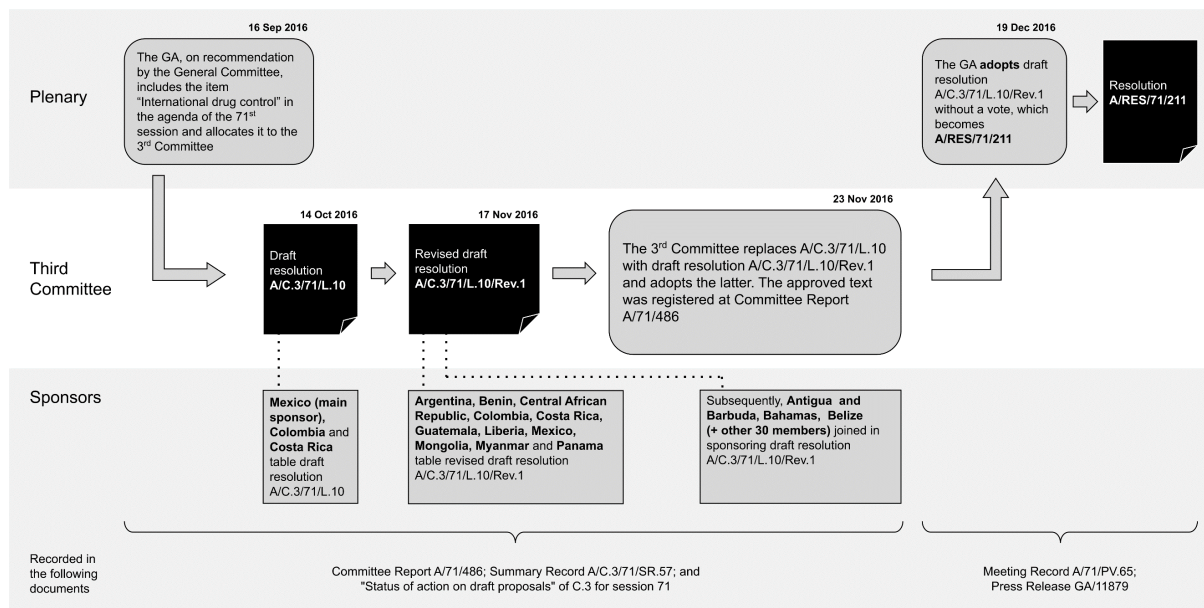 Plenary
16 Sep 2016
The GA, on recommendation
by the General Committee,
includes the item
“International drug control” in
the agenda of the 71st
session and allocates it to the
3rd Committee
19 Dec 2016
The GA adopts draft
resolution
A/C.3/71/L.10/Rev.1
without a vote, which
becomes
A/RES/71/211
Resolution
A/RES/71/211
Third
Committee
14 Oct 2016
Draft
resolution
A/C.3/71/L.10
17 Nov 2016
Revised draft
resolution
A/C.3/71/L.10/Rev.1
23 Nov 2016
The 3rd Committee replaces A/C.3/71/L.10
with draft resolution A/C.3/71/L.10/Rev.1
and adopts the latter. The approved text
was registered at Committee Report
A/71/486
Sponsors
Mexico (main
sponsor),
Colombia and
Costa Rica
table draft
resolution
A/C.3/71/L.10
Argentina, Benin, Central African
Republic, Colombia, Costa Rica,
Guatemala, Liberia, Mexico,
Mongolia, Myanmar and Panama
table revised draft resolution
A/C.3/71/L.10/Rev.1
Subsequently, Antigua and
Barbuda, Bahamas, Belize
(+ other 30 members) joined in
sponsoring draft resolution
A/C.3/71/L.10/Rev.1
Recorded in
the following
documents
Committee Report A/71/486; Summary Record A/C.3/71/SR.57; and
"Status of action on draft proposals" of C.3 for session 71
Meeting Record A/71/PV.65;
Press Release GA/11879